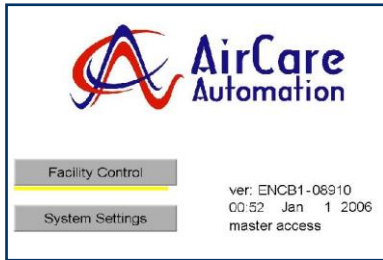 AirCare
Automation
Facility Control
System Settings
ver: ENCB1-08910
00:52 Jan 1 2006
master access